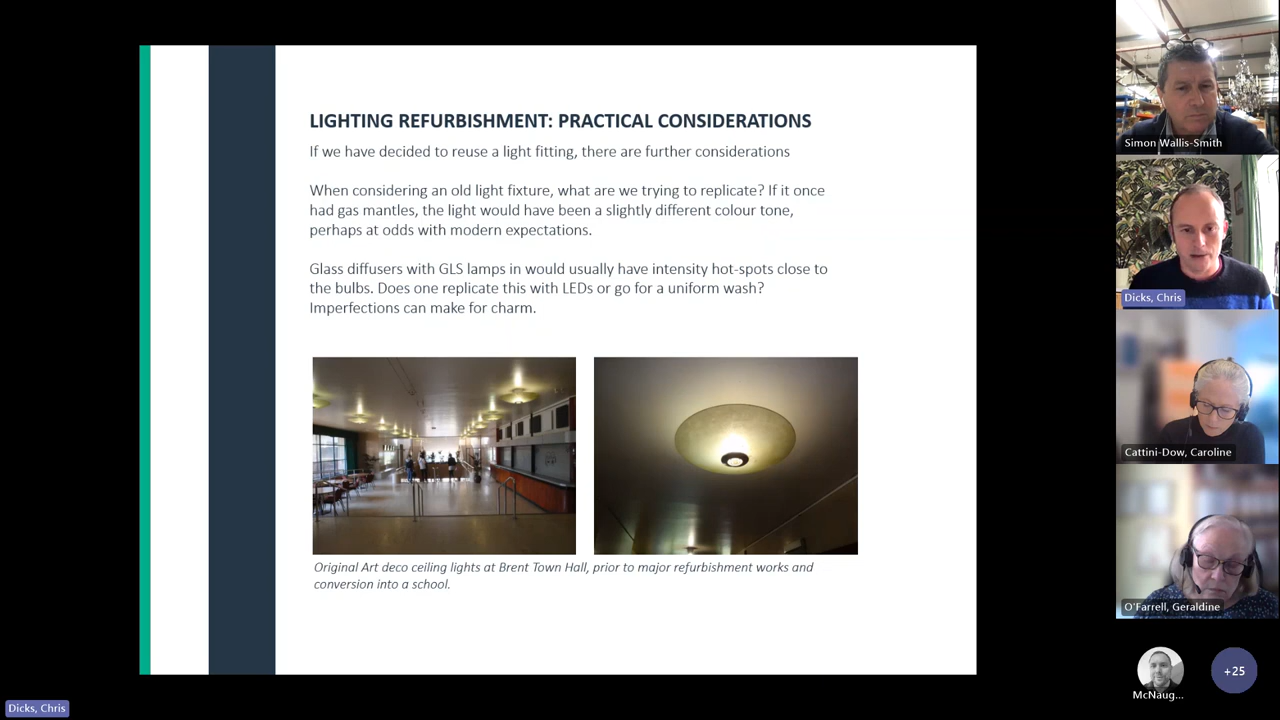 LIGHTING REFURBISHMENT: PRACTICAL CONSIDERATIONS
If we have decided to reuse a light fitting, there are further considerations
When considering an old light fixture, what are we trying to replicate? If it once
had gas mantles, the light would have been a slightly different colour tone,
perhaps at odds with modern expectations.
Glass diffusers with GLS lamps in would usually have intensity hot-spots close to
the bulbs. Does one replicate this with LEDs or go for a uniform wash?
Imperfections can make for charm.
Original Art deco ceiling lights at Brent Town Hall, prior to major refurbishment works and
conversion into a school.
Simon Wallis-Smith
Dicks, Chris
Cattini-Dow, Caroline
O'Farrell, Geraldine
McNaug...
+25
Dicks, Chris